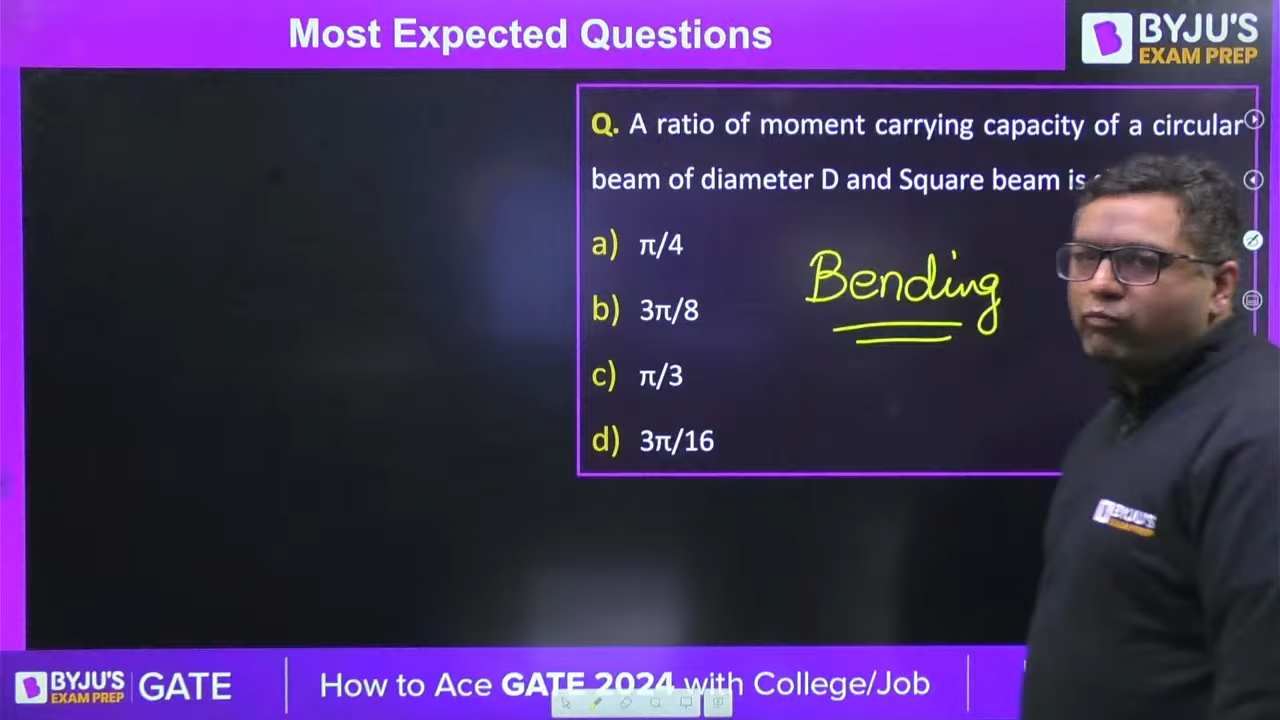 Most Expected Questions
BYJU'S
EXAM PREP
Q. A ratio of moment carrying capacity of a circular
beam of diameter D and Square beam is
a) π/4
b) 3π/8
c) π/3
d) 3π/16
Bending
BYJU'S
EXAM PREP
GATE
How to Ace GATE 2024 with College/Job